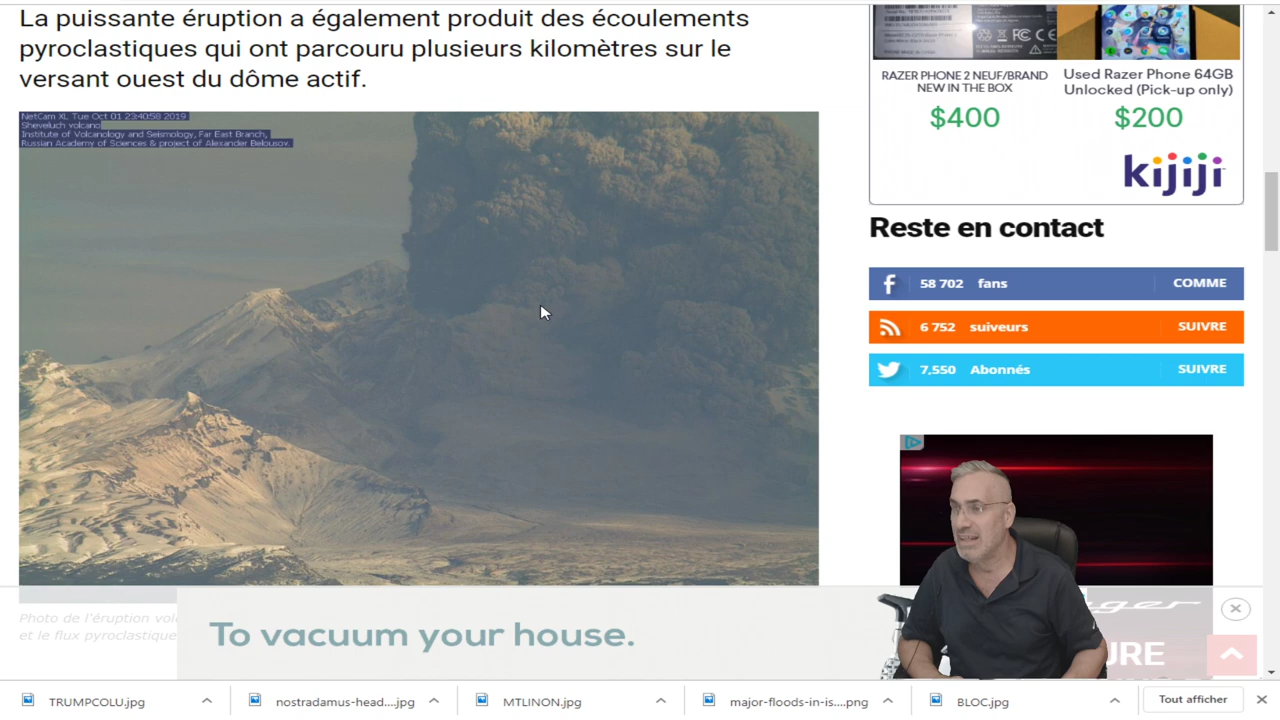 La puissante éruption a également produit des écoulements
pyroclastiques qui ont parcouru plusieurs kilomètres sur le
versant ouest du dôme actif.
NetCam XL Tue Oct 01 23:40:58 2019
Sheveluch volcano
Institute of Volcanology and Seismology, Far East Branch,
Russian Academy of Sciences & project of Alexander Belousov.
Photo de l'éruption vol
et le flux pyroclastique
RAZER PHONE 2 NEUF/BRAND
NEW IN THE BOX
$400
Used Razer Phone 64GB
Unlocked (Pick-up only)
$200
kijiji
Reste en contact
58 702 fans COMME
6 752 suiveurs SUIVRE
7,550 Abonnés SUIVRE
To vacuum your house.
TRUMPCOLU.jpg
nostradamus-head....jpg
MTLINON.jpg
major-floods-in-is....png
BLOC.jpg
Tout afficher